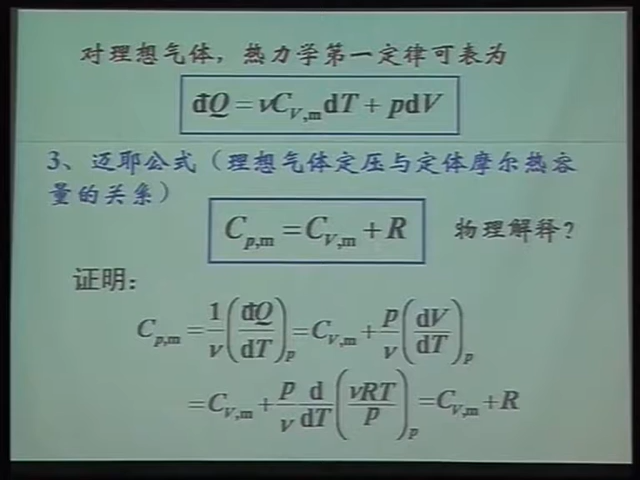 对理想气体，热力学第一定律可表为
đQ = νC_{V,m}dT + pdV
3、迈耶公式（理想气体定压与定体摩尔热容
量的关系）
C_{p,m} = C_{V,m} + R 物理解释？
证明：
C_{p,m} = \frac{1}{ν}\left(\frac{đQ}{dT}\right)_p = C_{V,m} + \frac{p}{ν}\left(\frac{dV}{dT}\right)_p
= C_{V,m} + \frac{p}{ν}\frac{d}{dT}\left(\frac{νRT}{p}\right)_p = C_{V,m} + R